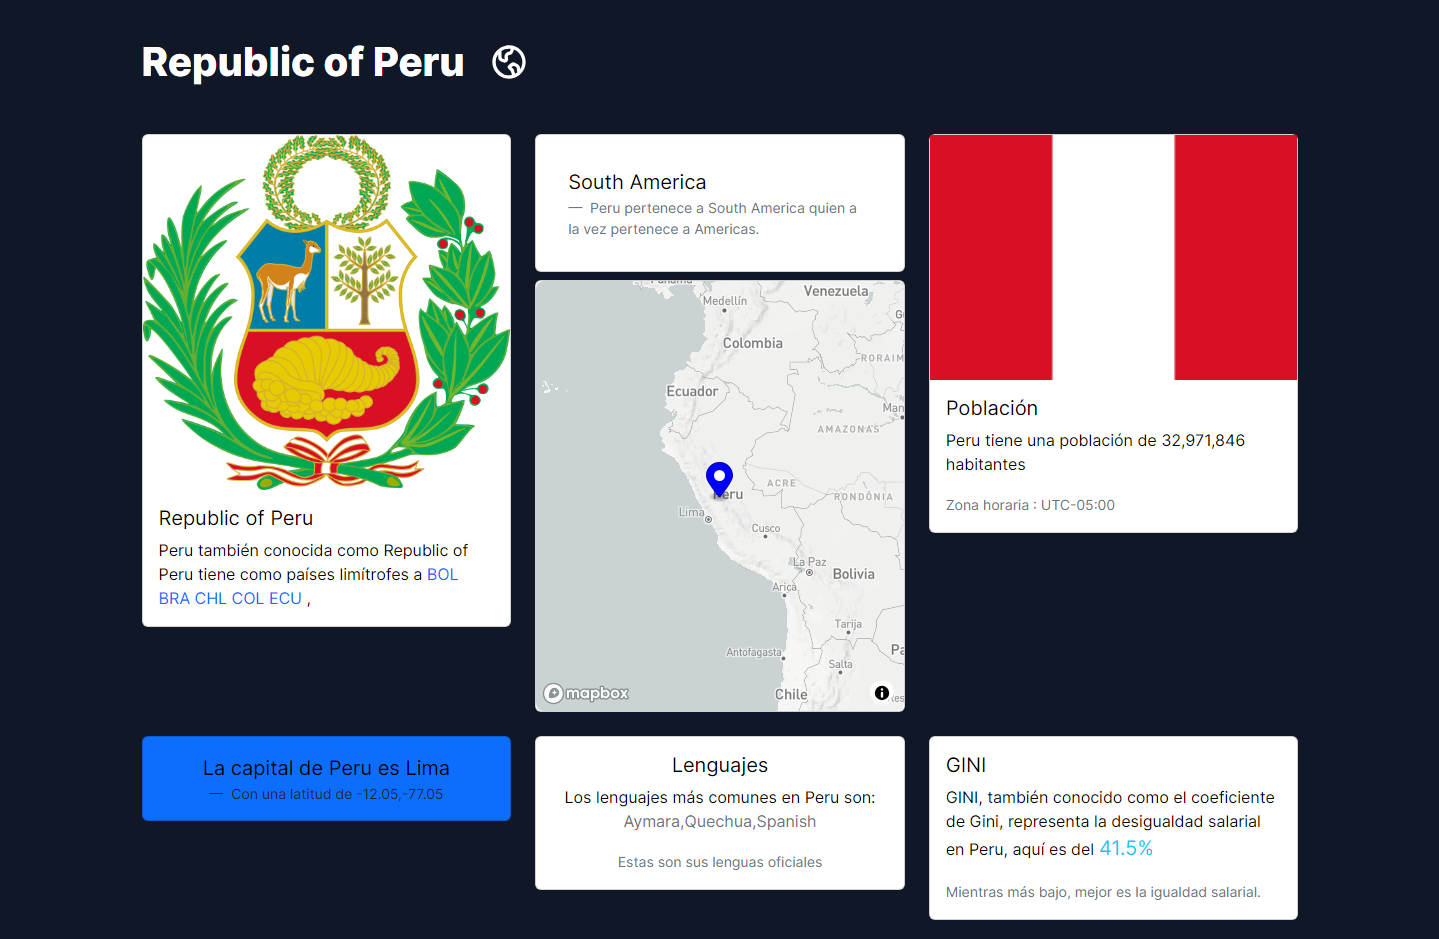 Republic of Peru
Republic of Peru
Peru también conocida como Republic of
Peru tiene como países limítrofes a BOL
BRA CHL COL ECU ,
South America
— Peru pertenece a South America quien a
la vez pertenece a Americas.
Medellín
Venezuela
Colombia
RORAIM
Ecuador
Man
AMAZONAS
ACRE
Peru
RONDÔNIA
Lima
Cusco
La Paz
Bolivia
Arica
Tarija
Antofagasta
Pa
Salta
Chile
mapbox
Población
Peru tiene una población de 32,971,846
habitantes
Zona horaria : UTC-05:00
La capital de Peru es Lima
— Con una latitud de -12.05,-77.05
Lenguajes
Los lenguajes más comunes en Peru son:
Aymara,Quechua,Spanish
Estas son sus lenguas oficiales
GINI
GINI, también conocido como el coeficiente
de Gini, representa la desigualdad salarial
en Peru, aquí es del 41.5%
Mientras más bajo, mejor es la igualdad salarial.